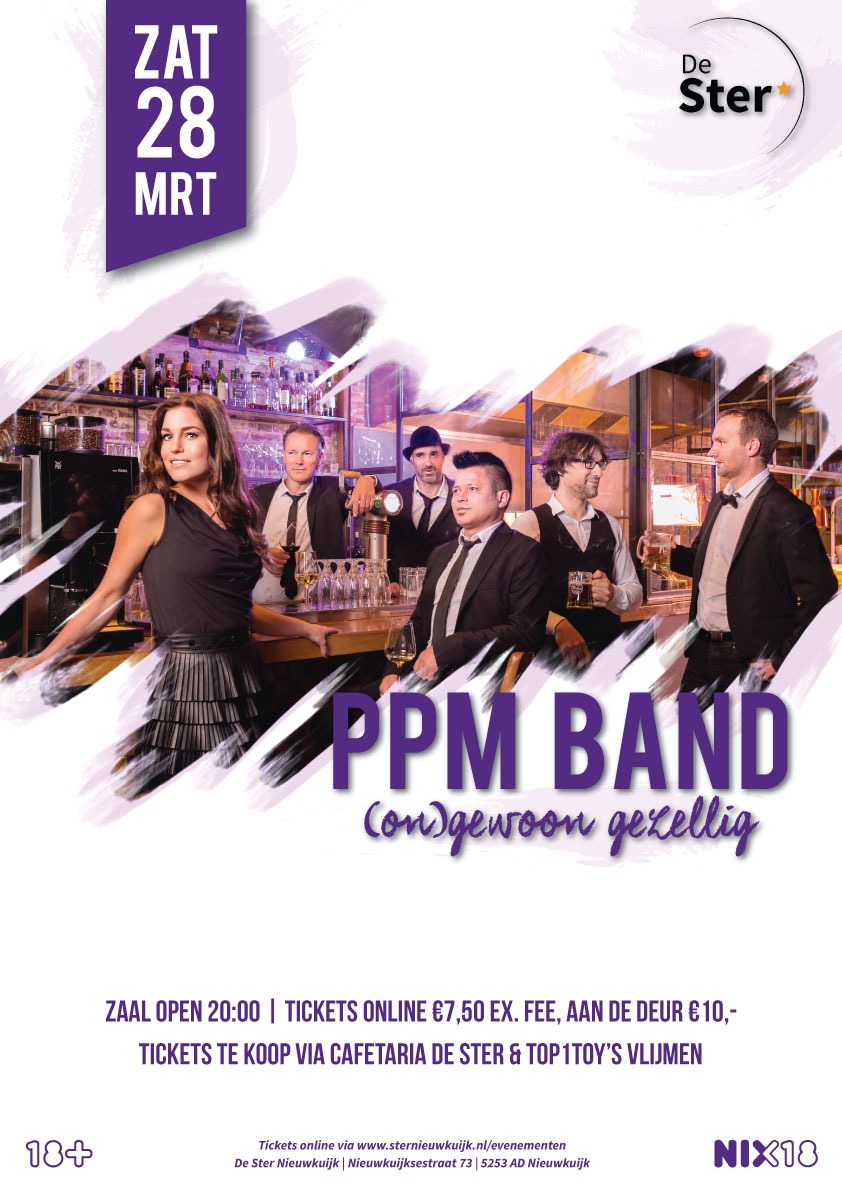 ZAT
28
MRT
De
Ster
PPM BAND
(on)gewoon gezellig
ZAAL OPEN 20:00 | TICKETS ONLINE €7,50 EX. FEE, AAN DE DEUR €10,-
TICKETS TE KOOP VIA CAFETARIA DE STER & TOP1TOY'S VLIJMEN
18+
Tickets online via www.sternieuwkuijk.nl/evenementen
De Ster Nieuwkuijk | Nieuwkuijksestraat 73 | 5253 AD Nieuwkuijk
NIX18